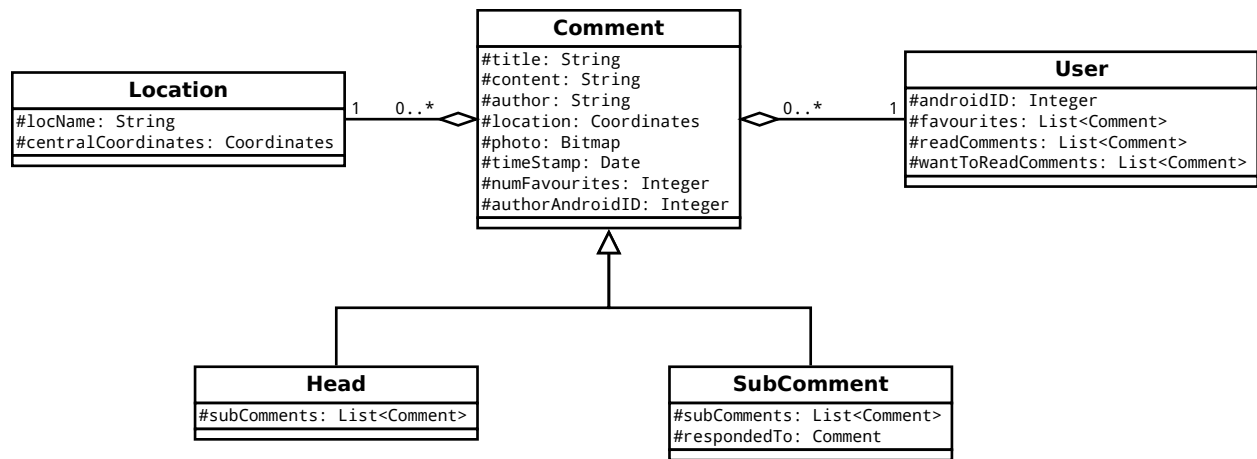 Comment
#title: String
#content: String
#author: String
#location: Coordinates
#photo: Bitmap
#timeStamp: Date
#numFavourites: Integer
#authorAndroidID: Integer
Location
#locName: String
#centralCoordinates: Coordinates
1
0..*
0..*
1
User
#androidID: Integer
#favourites: List<Comment>
#readComments: List<Comment>
#wantToReadComments: List<Comment>
Head
#subComments: List<Comment>
SubComment
#subComments: List<Comment>
#respondedTo: Comment